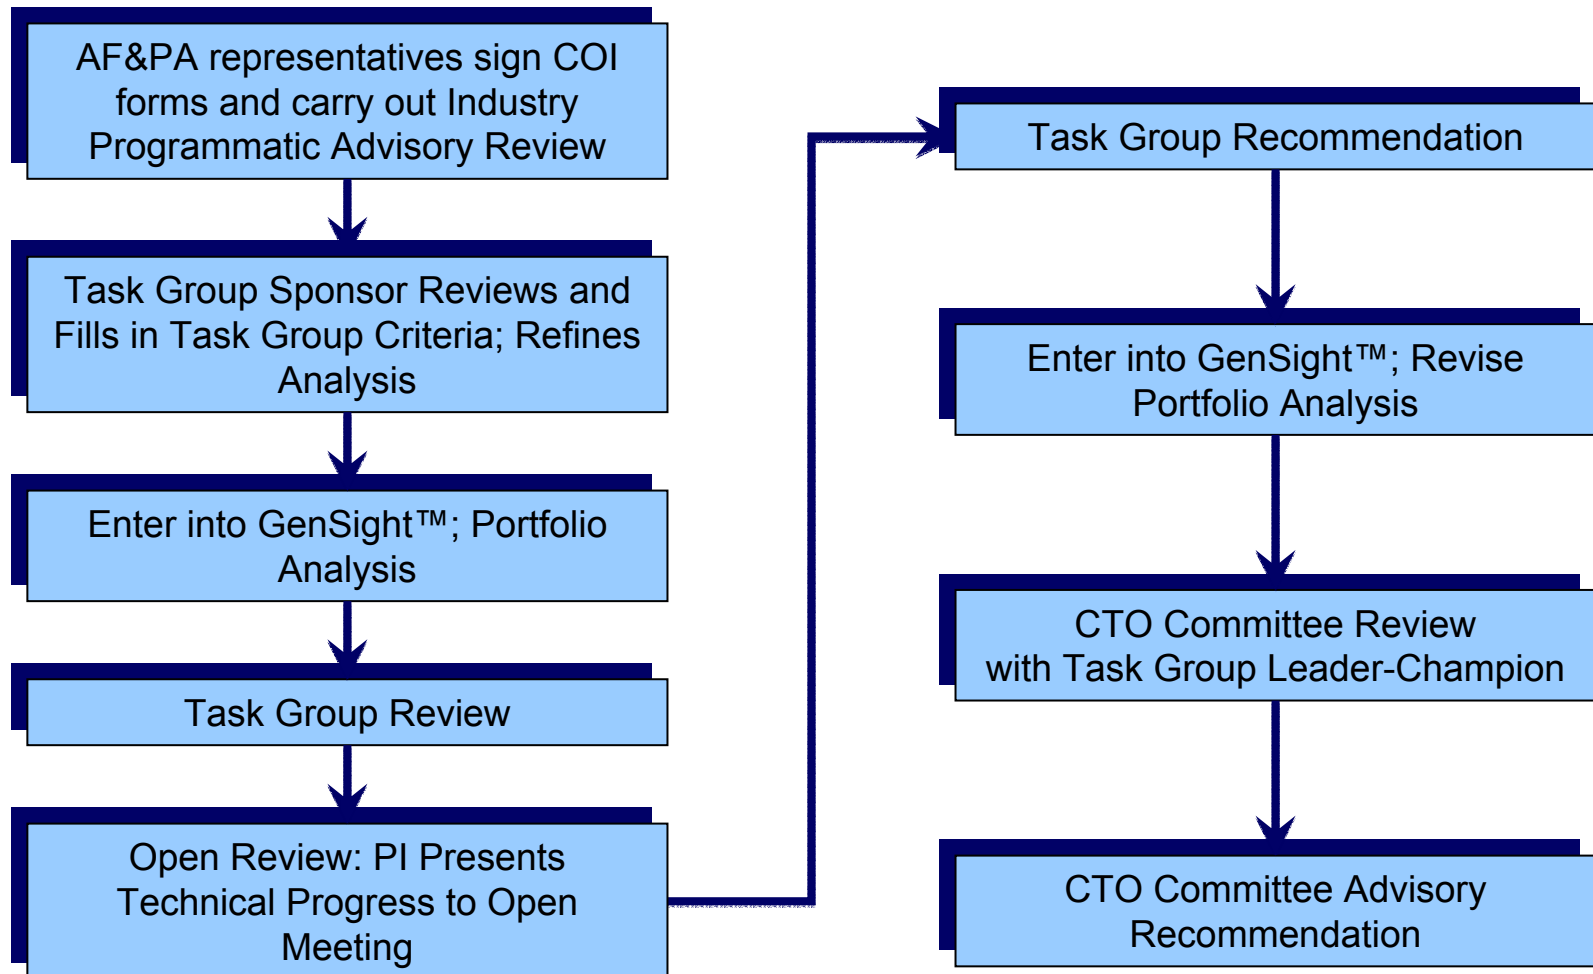 AF&PA representatives sign COI
forms and carry out Industry
Programmatic Advisory Review
Task Group Sponsor Reviews and
Fills in Task Group Criteria; Refines
Analysis
Enter into GenSight™; Portfolio
Analysis
Task Group Review
Open Review: PI Presents
Technical Progress to Open
Meeting
Task Group Recommendation
Enter into GenSight™; Revise
Portfolio Analysis
CTO Committee Review
with Task Group Leader-Champion
CTO Committee Advisory
Recommendation